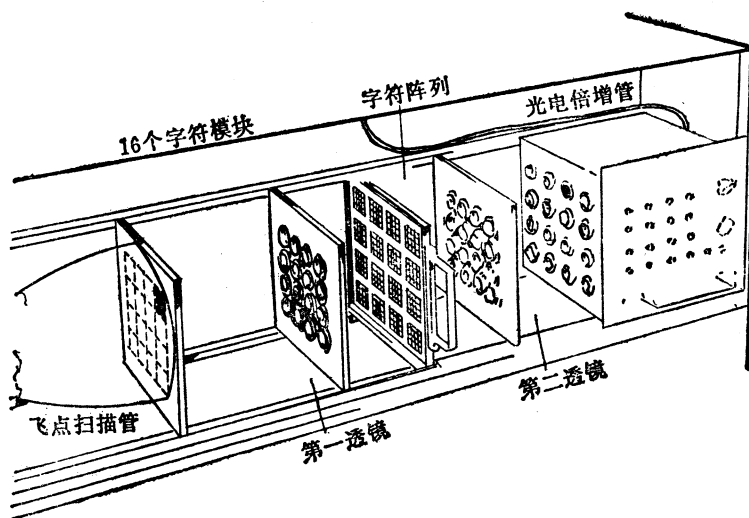 字符阵列
光电倍增管
16个字符模块
飞点扫描管
第一透镜
第二透镜